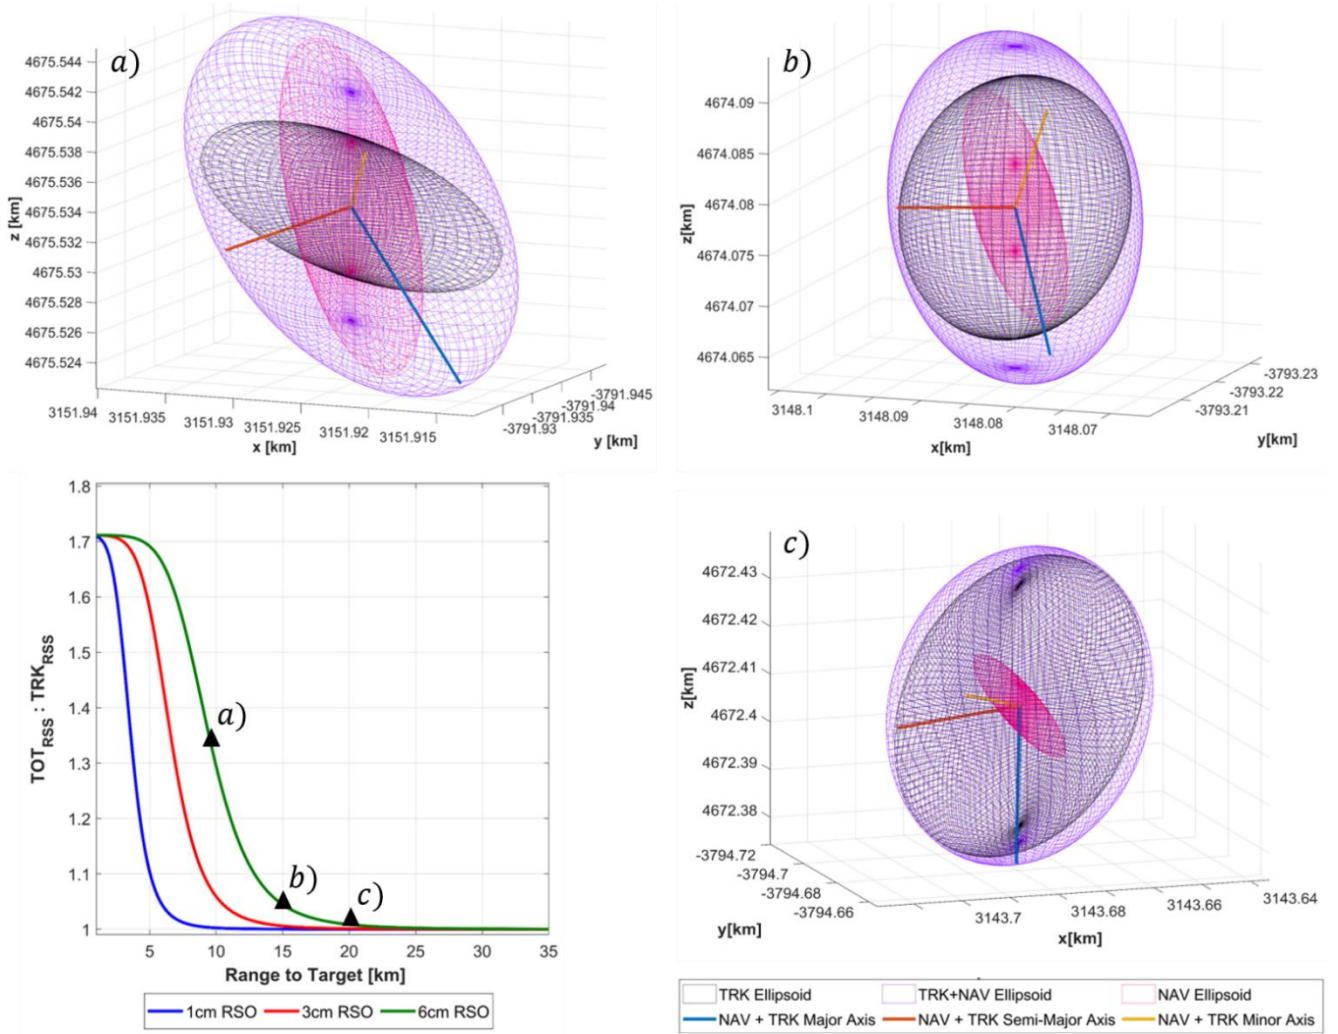 a)
4675.544
4675.542
4675.54
4675.538
4675.536
4675.534
4675.532
4675.53
4675.528
4675.526
4675.524
z [km]
3151.94
3151.935
3151.93
3151.925
3151.92
3151.915
x [km]
-3791.945
-3791.94
-3791.935
-3791.93
y [km]
b)
4674.09
4674.085
4674.08
4674.075
4674.07
4674.065
z[km]
3148.1
3148.09
3148.08
3148.07
x[km]
-3793.23
-3793.22
-3793.21
y[km]
1.8
1.7
1.6
1.5
1.4
1.3
1.2
1.1
1
TOT_RSS : TRK_RSS
a)
b)
c)
5 10 15 20 25 30 35
Range to Target [km]
1cm RSO 3cm RSO 6cm RSO
c)
4672.43
4672.42
4672.41
4672.4
4672.39
4672.38
z[km]
-3794.72
-3794.7
-3794.68
-3794.66
y[km]
3143.7
3143.68
3143.66
3143.64
x[km]
TRK Ellipsoid TRK+NAV Ellipsoid NAV Ellipsoid
NAV + TRK Major Axis NAV + TRK Semi-Major Axis NAV + TRK Minor Axis